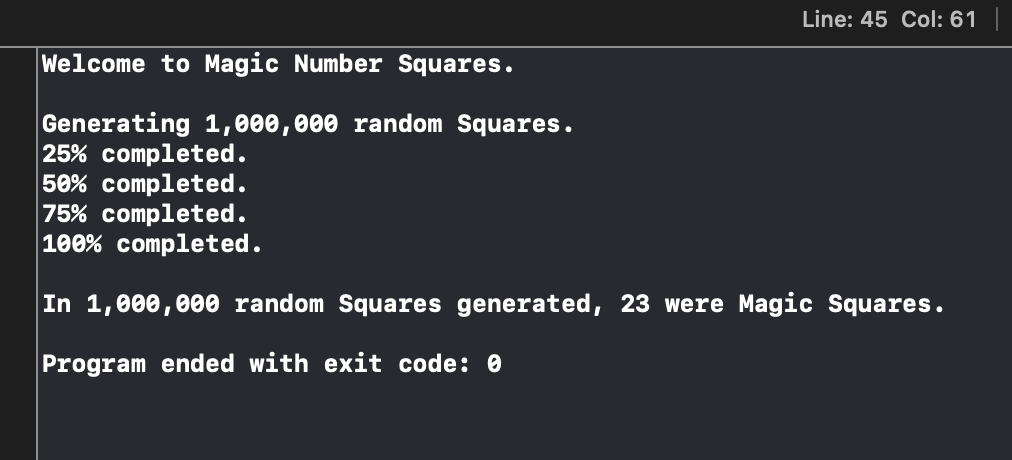 Line: 45 Col: 61
Welcome to Magic Number Squares.
Generating 1,000,000 random Squares.
25% completed.
50% completed.
75% completed.
100% completed.
In 1,000,000 random Squares generated, 23 were Magic Squares.
Program ended with exit code: 0